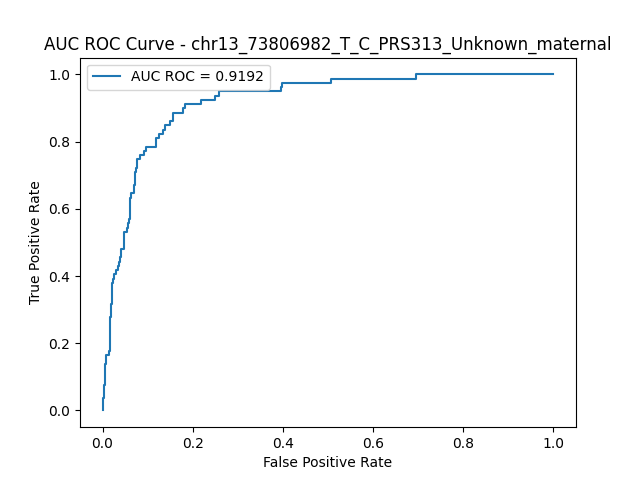 AUC ROC Curve - chr13_73806982_T_C_PRS313_Unknown_maternal
AUC ROC = 0.9192
1.0
0.8
0.6
0.4
0.2
0.0
True Positive Rate
0.0 0.2 0.4 0.6 0.8 1.0
False Positive Rate